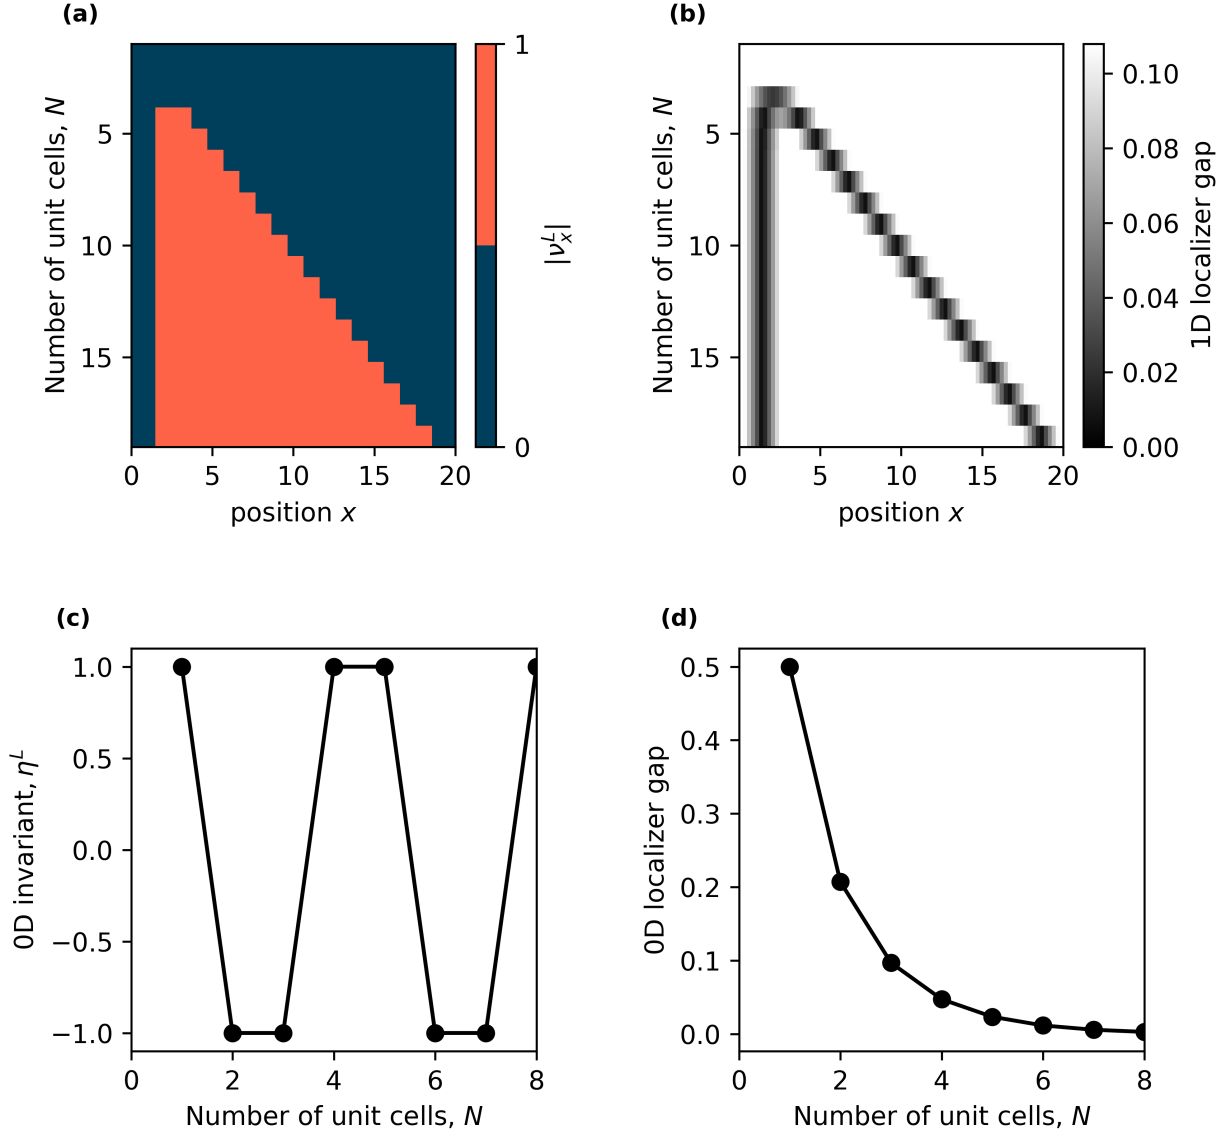 (a)
Number of unit cells, N
5
10
15
0 5 10 15 20
position x
1
0
|ν_x^L|
(b)
Number of unit cells, N
5
10
15
0 5 10 15 20
position x
0.10
0.08
0.06
0.04
0.02
0.00
1D localizer gap
(c)
0D invariant, η^L
1.0
0.5
0.0
−0.5
−1.0
0 2 4 6 8
Number of unit cells, N
(d)
0D localizer gap
0.5
0.4
0.3
0.2
0.1
0.0
0 2 4 6 8
Number of unit cells, N